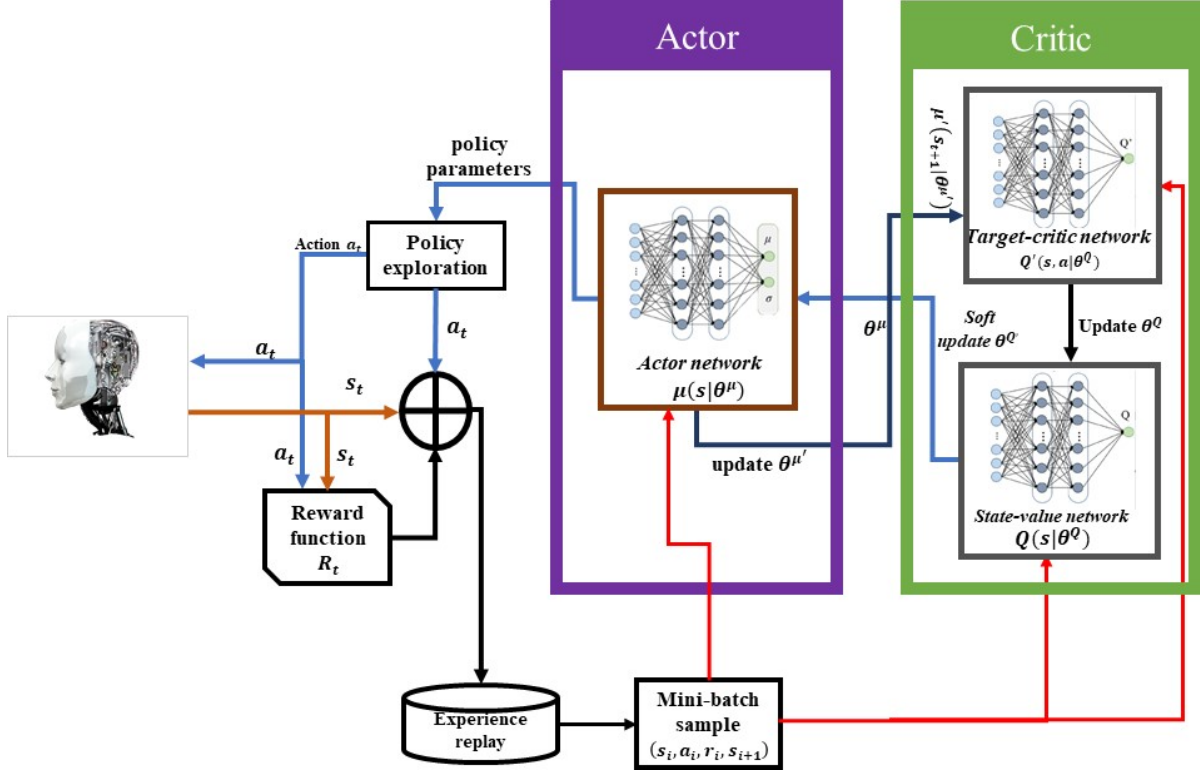 Actor
Critic
policy
parameters
μ′(s_{i+1}|θ^{μ′})
Q'
Target-critic network
Q′(s, a|θ^Q)
Policy
exploration
Action a_t
μ
σ
Actor network
μ(s|θ^μ)
a_t
θ^μ
Soft
update θ^{Q′}
Update θ^Q
a_t
s_t
a_t
s_t
update θ^{μ′}
Q
State-value network
Q(s|θ^Q)
Reward
function
R_t
Experience
replay
Mini-batch
sample
(s_i, a_i, r_i, s_{i+1})